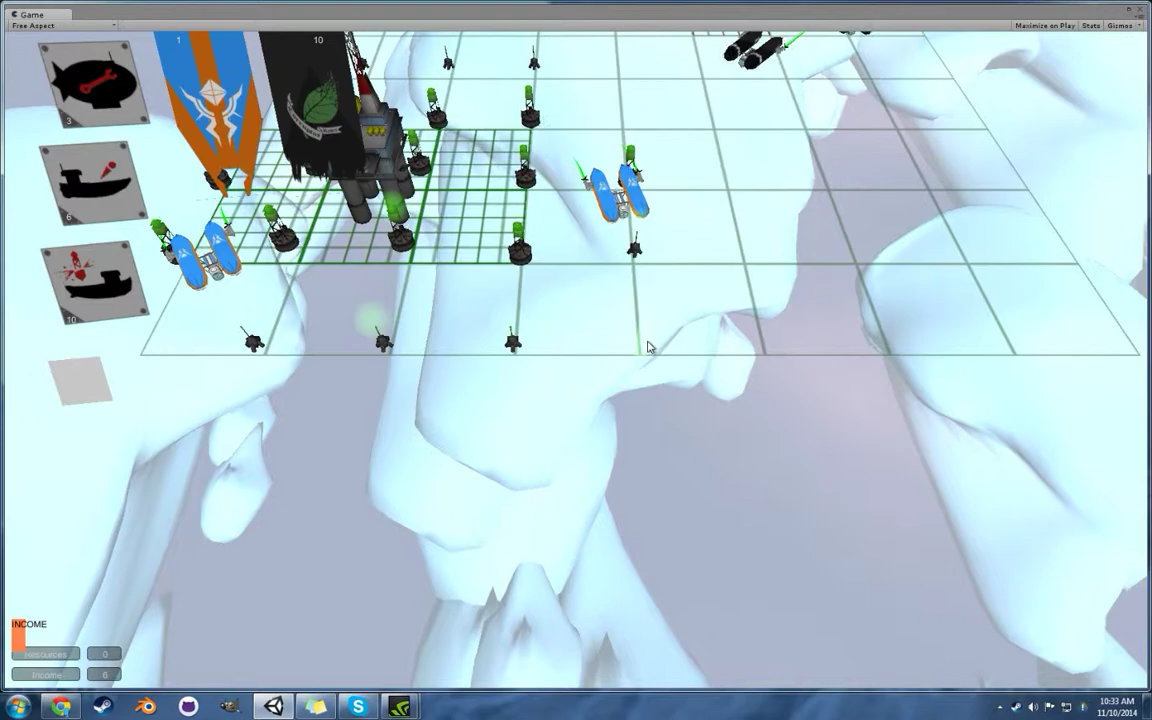 Game
Free Aspect
Maximize on Play
Stats
Gizmos
1
10
3
6
10
INCOME
Resources 0
Income 6
10:33 AM
11/10/2014